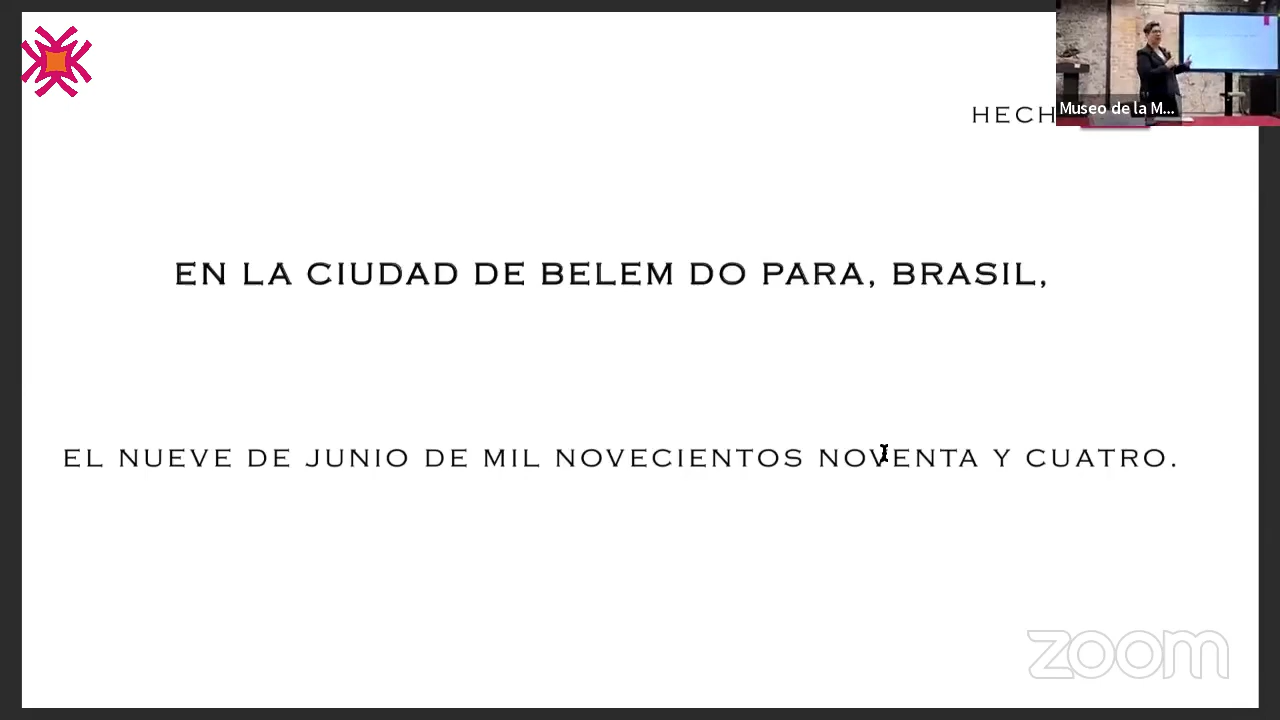 Museo de la M...
HECH
EN LA CIUDAD DE BELEM DO PARA, BRASIL,
EL NUEVE DE JUNIO DE MIL NOVECIENTOS NOVENTA Y CUATRO.
zoom